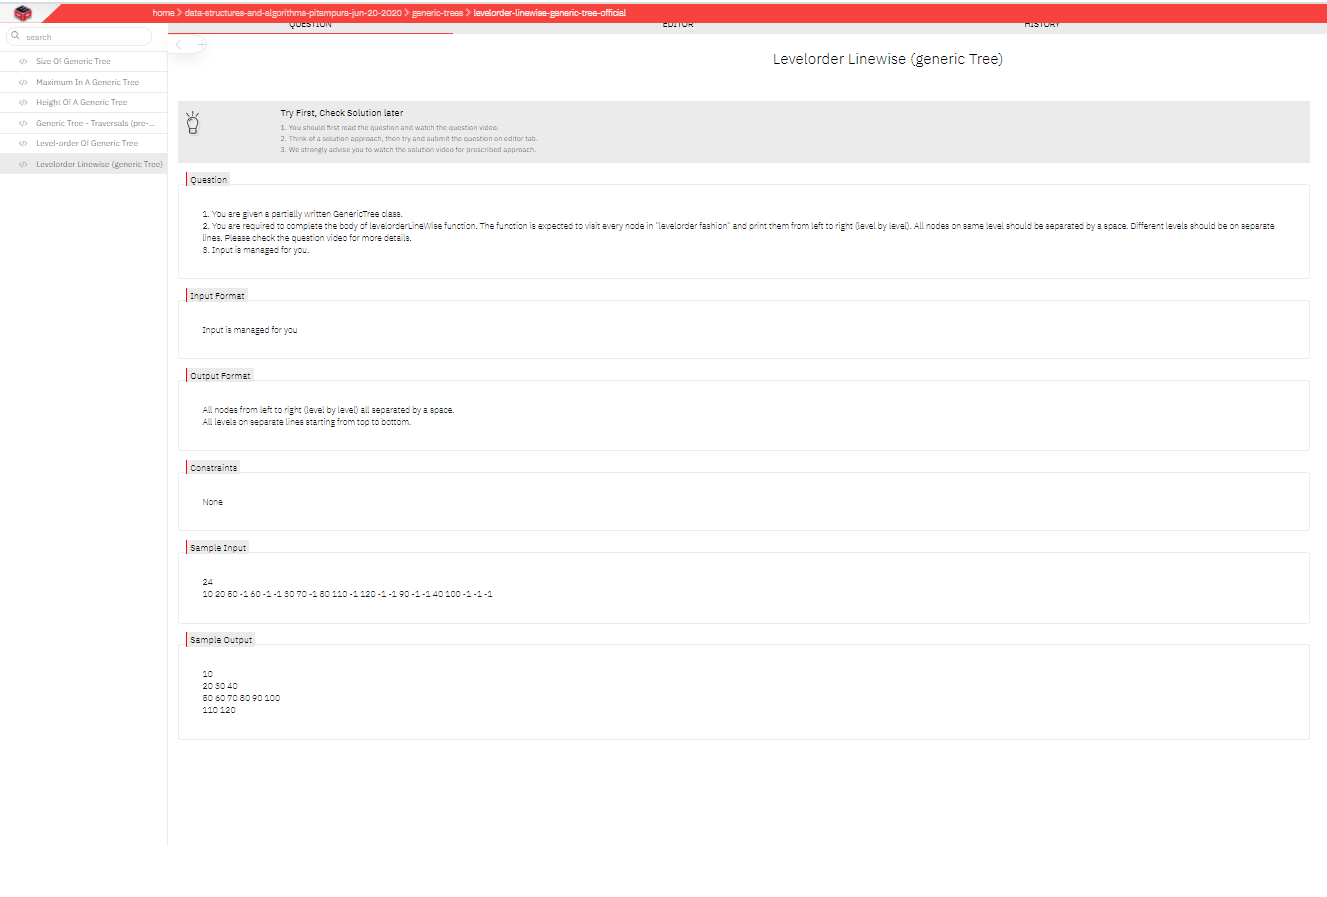 home > data-structures-and-algorithms-pitampura-jun-20-2020 > generic-trees > levelorder-linewise-generic-tree-official
QUESTION EDITOR HISTORY
search
Size Of Generic Tree
Maximum In A Generic Tree
Height Of A Generic Tree
Generic Tree - Traversals (pre-...
Level-order Of Generic Tree
Levelorder Linewise (generic Tree)
Levelorder Linewise (generic Tree)
Try First, Check Solution later
1. You should first read the question and watch the question video.
2. Think of a solution approach, then try and submit the question on editor tab.
3. We strongly advise you to watch the solution video for prescribed approach.
Question
1. You are given a partially written GenericTree class.
2. You are required to complete the body of levelorderLineWise function. The function is expected to visit every node in "levelorder fashion" and print them from left to right (level by level). All nodes on same level should be separated by a space. Different levels should be on separate
lines. Please check the question video for more details.
3. Input is managed for you.
Input Format
Input is managed for you
Output Format
All nodes from left to right (level by level) all separated by a space.
All levels on separate lines starting from top to bottom.
Constraints
None
Sample Input
24
10 20 50 -1 60 -1 -1 30 70 -1 80 110 -1 120 -1 -1 90 -1 -1 40 100 -1 -1 -1
Sample Output
10
20 30 40
50 60 70 80 90 100
110 120